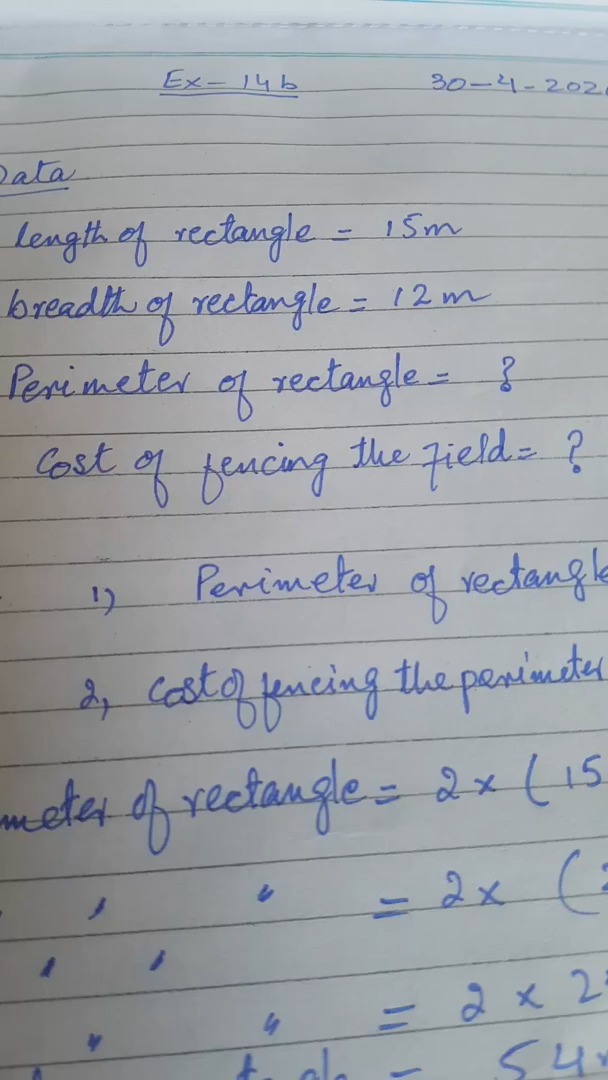 Ex - 14b 30-4-202
Data
length of rectangle = 15m
breadth of rectangle = 12m
Perimeter of rectangle = ?
Cost of fencing the field = ?
1) Perimeter of rectangle
2, Cost of fencing the perimeter
meter of rectangle = 2 x ( 15
, " = 2 x (
, ,
" " = 2 x 2
= 54